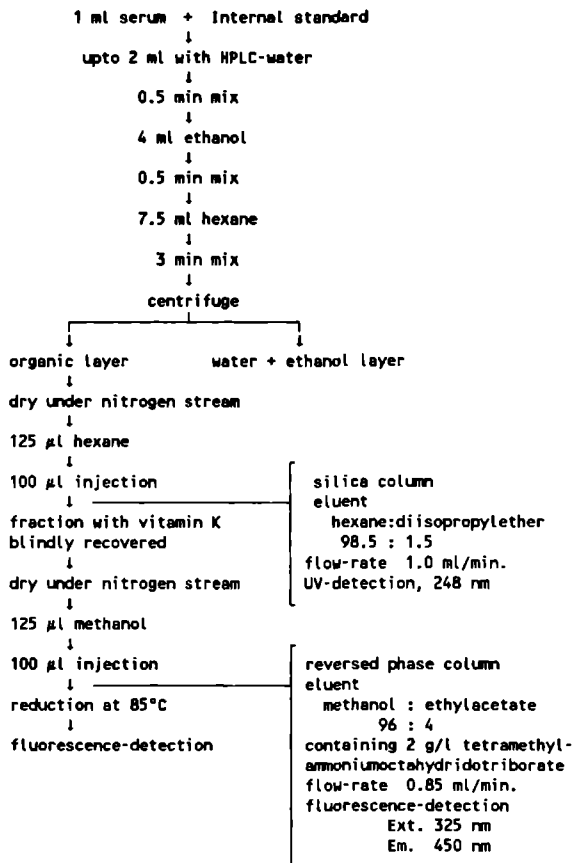 1 ml serum + Internal standard
↓
upto 2 ml with HPLC-water
↓
0.5 min mix
↓
4 ml ethanol
↓
0.5 min mix
↓
7.5 ml hexane
↓
3 min mix
↓
centrifuge
↓ ↓
organic layer water + ethanol layer
↓
dry under nitrogen stream
↓
125 µl hexane
↓
100 µl injection
↓
fraction with vitamin K
blindly recovered
↓
dry under nitrogen stream
↓
125 µl methanol
↓
100 µl injection
↓
reduction at 85°C
↓
fluorescence-detection
silica column
eluent
hexane:diisopropylether
98.5 : 1.5
flow-rate 1.0 ml/min.
UV-detection, 248 nm
reversed phase column
eluent
methanol : ethylacetate
96 : 4
containing 2 g/l tetramethyl-
ammoniumoctahydridotriborate
flow-rate 0.85 ml/min.
fluorescence-detection
Ext. 325 nm
Em. 450 nm